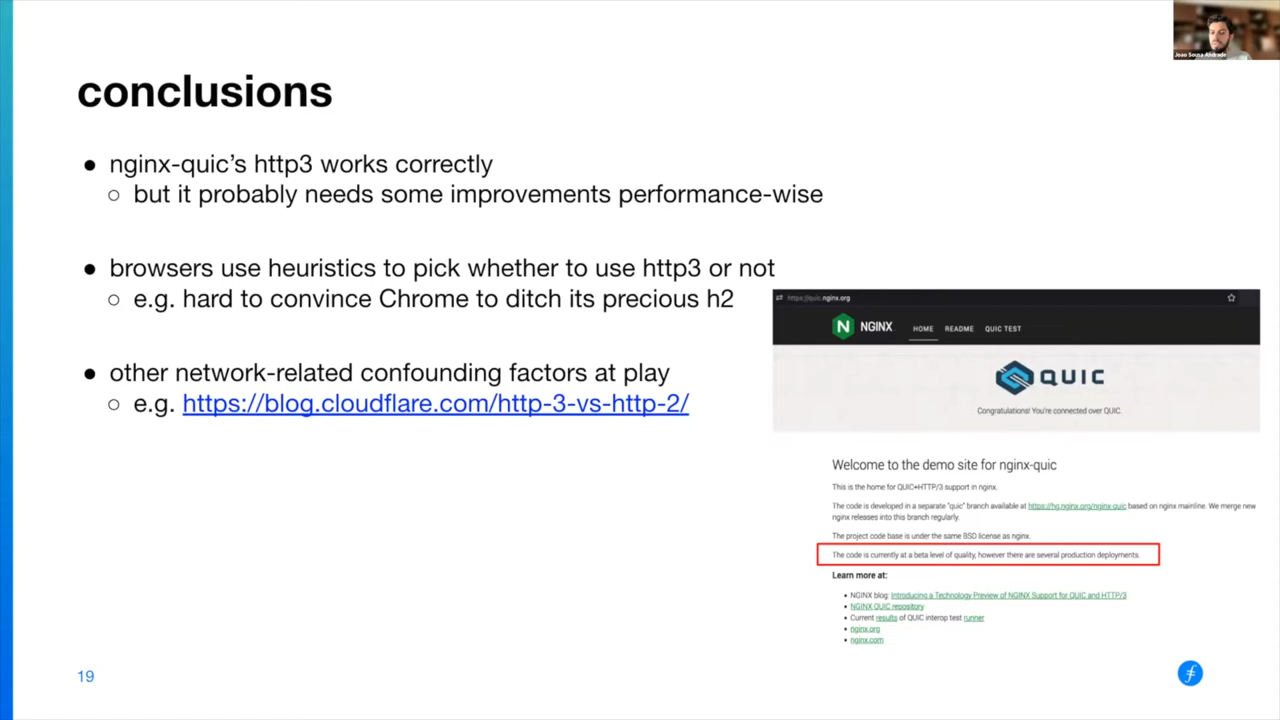 Joao Sousa Andrade
conclusions
● nginx-quic’s http3 works correctly
○ but it probably needs some improvements performance-wise
● browsers use heuristics to pick whether to use http3 or not
○ e.g. hard to convince Chrome to ditch its precious h2
● other network-related confounding factors at play
○ e.g. https://blog.cloudflare.com/http-3-vs-http-2/
https://quic.nginx.org
N NGINX HOME README QUIC TEST
QUIC
Congratulations! You're connected over QUIC.
Welcome to the demo site for nginx-quic
This is the home for QUIC+HTTP/3 support in nginx.
The code is developed in a separate "quic" branch available at https://hg.nginx.org/nginx-quic based on nginx mainline. We merge new
nginx releases into this branch regularly.
The project code base is under the same BSD license as nginx.
The code is currently at a beta level of quality, however there are several production deployments.
Learn more at:
• NGINX blog: Introducing a Technology Preview of NGINX Support for QUIC and HTTP/3
• NGINX QUIC repository
• Current results of QUIC interop test runner
• nginx.org
• nginx.com
19